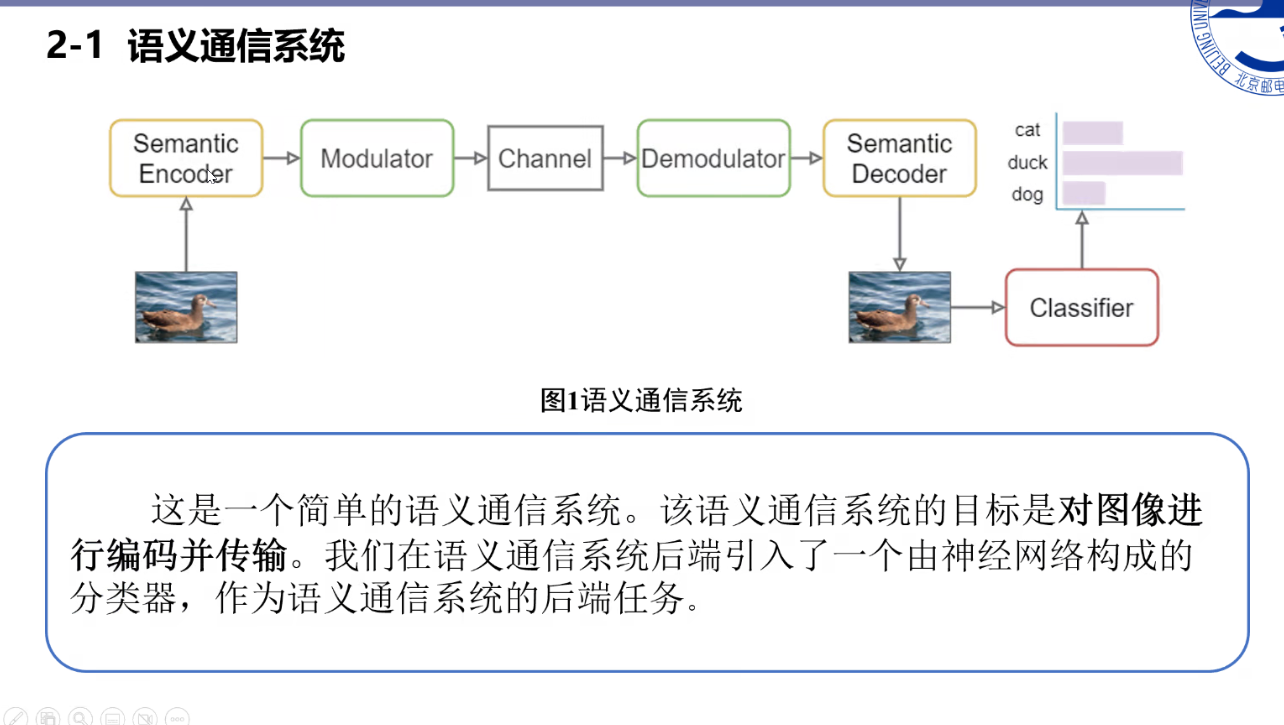 2-1 语义通信系统
BEIJING
北京邮电
Semantic
Encoder
Modulator
Channel
Demodulator
Semantic
Decoder
cat
duck
dog
Classifier
图1语义通信系统
这是一个简单的语义通信系统。该语义通信系统的目标是对图像进
行编码并传输。我们在语义通信系统后端引入了一个由神经网络构成的
分类器，作为语义通信系统的后端任务。